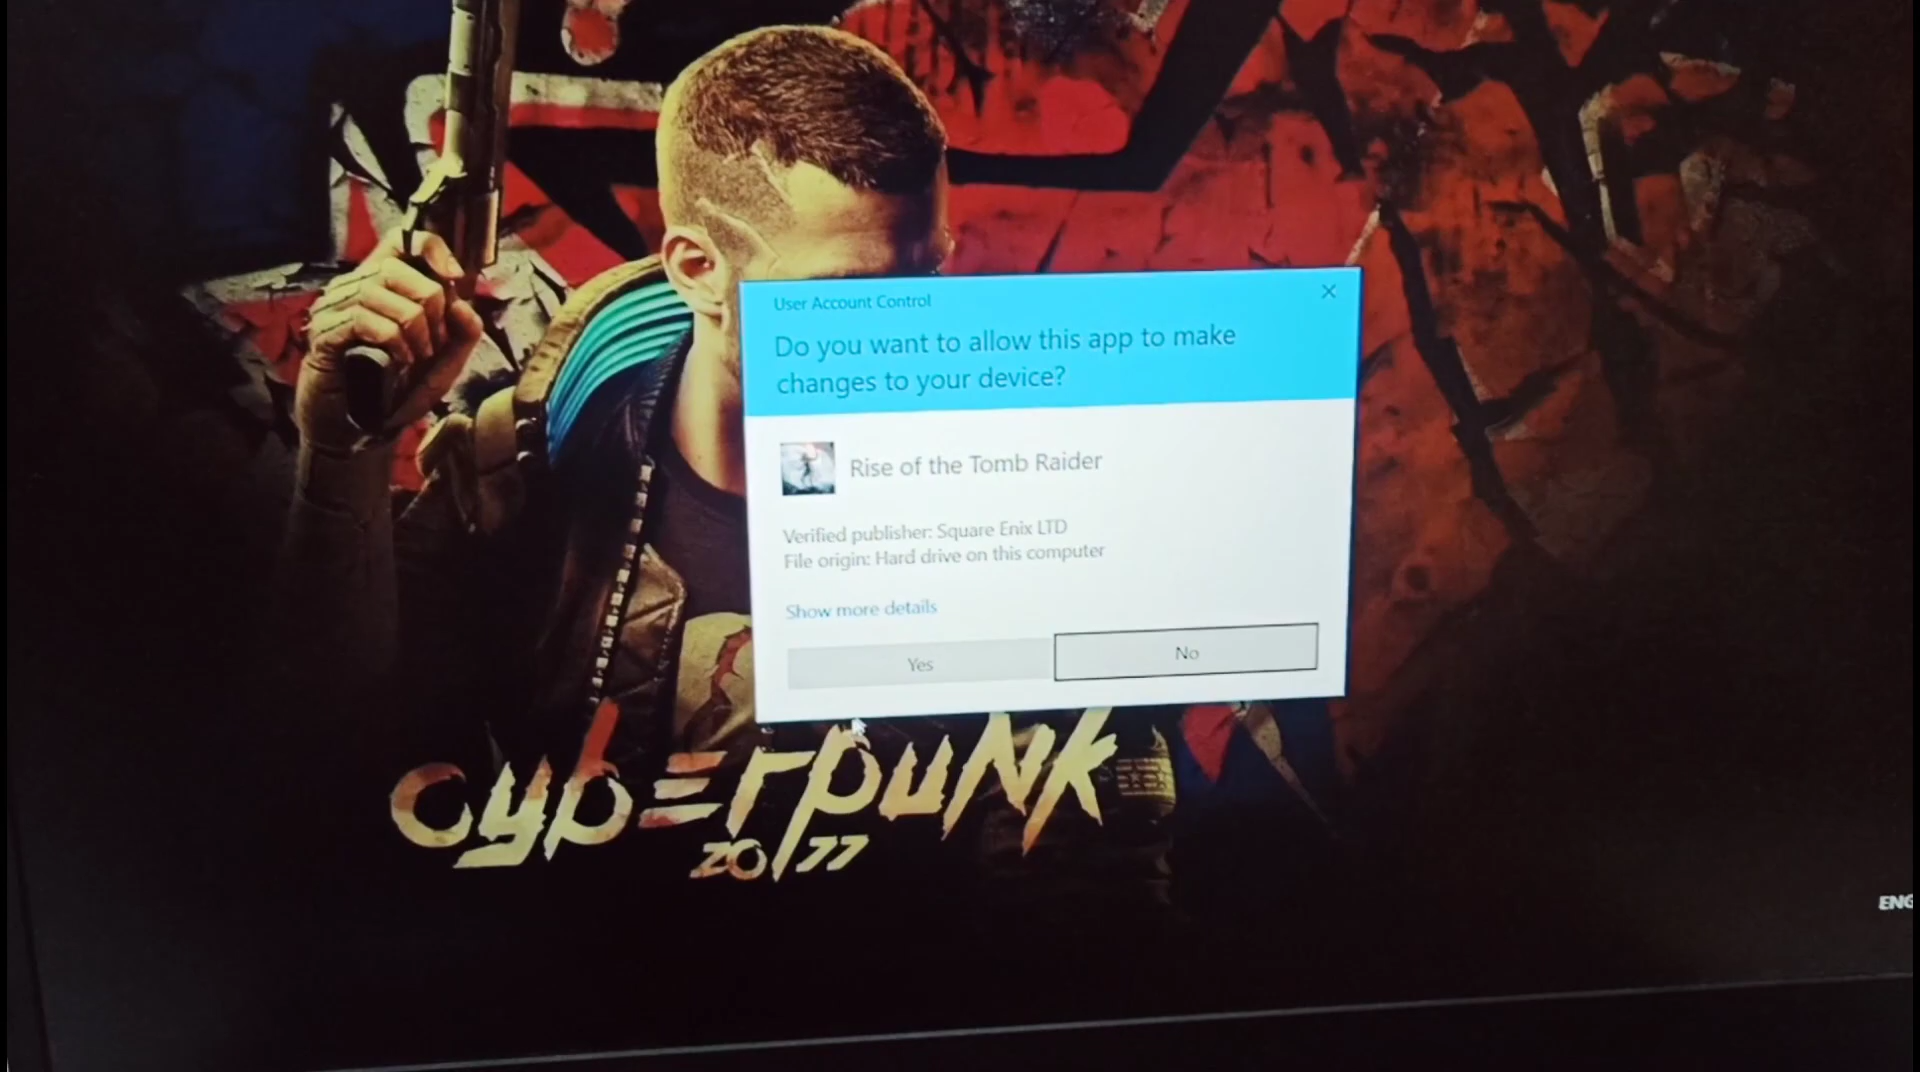 User Account Control
Do you want to allow this app to make
changes to your device?
Rise of the Tomb Raider
Verified publisher: Square Enix LTD
File origin: Hard drive on this computer
Show more details
Yes
No
cyberpunk
2077
ENG